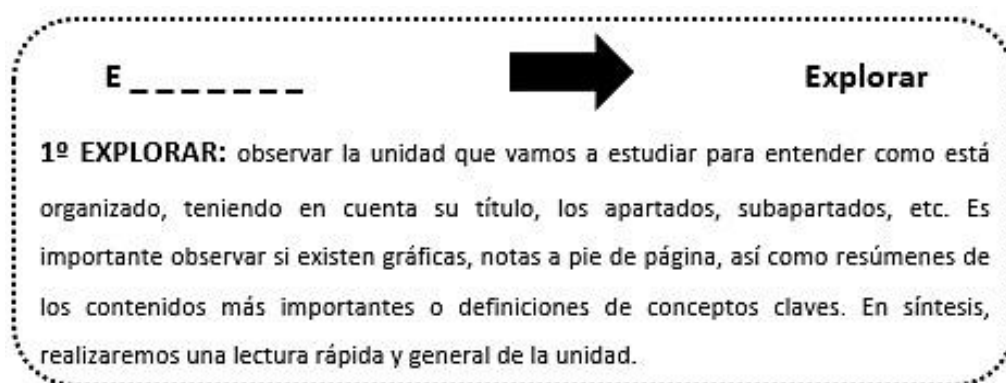 E _ _ _ _ _ _ _ Explorar
1º EXPLORAR: observar la unidad que vamos a estudiar para entender como está
organizado, teniendo en cuenta su título, los apartados, subapartados, etc. Es
importante observar si existen gráficas, notas a pie de página, así como resúmenes de
los contenidos más importantes o definiciones de conceptos claves. En síntesis,
realizaremos una lectura rápida y general de la unidad.